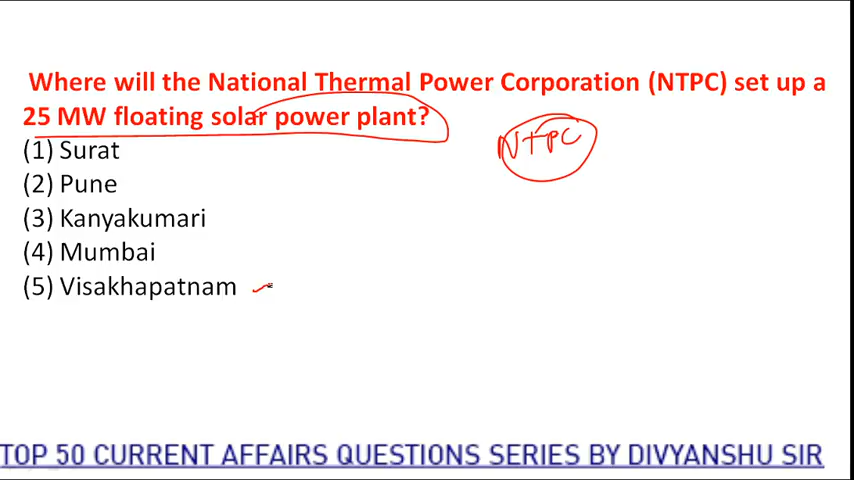 Where will the National Thermal Power Corporation (NTPC) set up a
25 MW floating solar power plant?
NTPC
(1) Surat
(2) Pune
(3) Kanyakumari
(4) Mumbai
(5) Visakhapatnam
TOP 50 CURRENT AFFAIRS QUESTIONS SERIES BY DIVYANSHU SIR